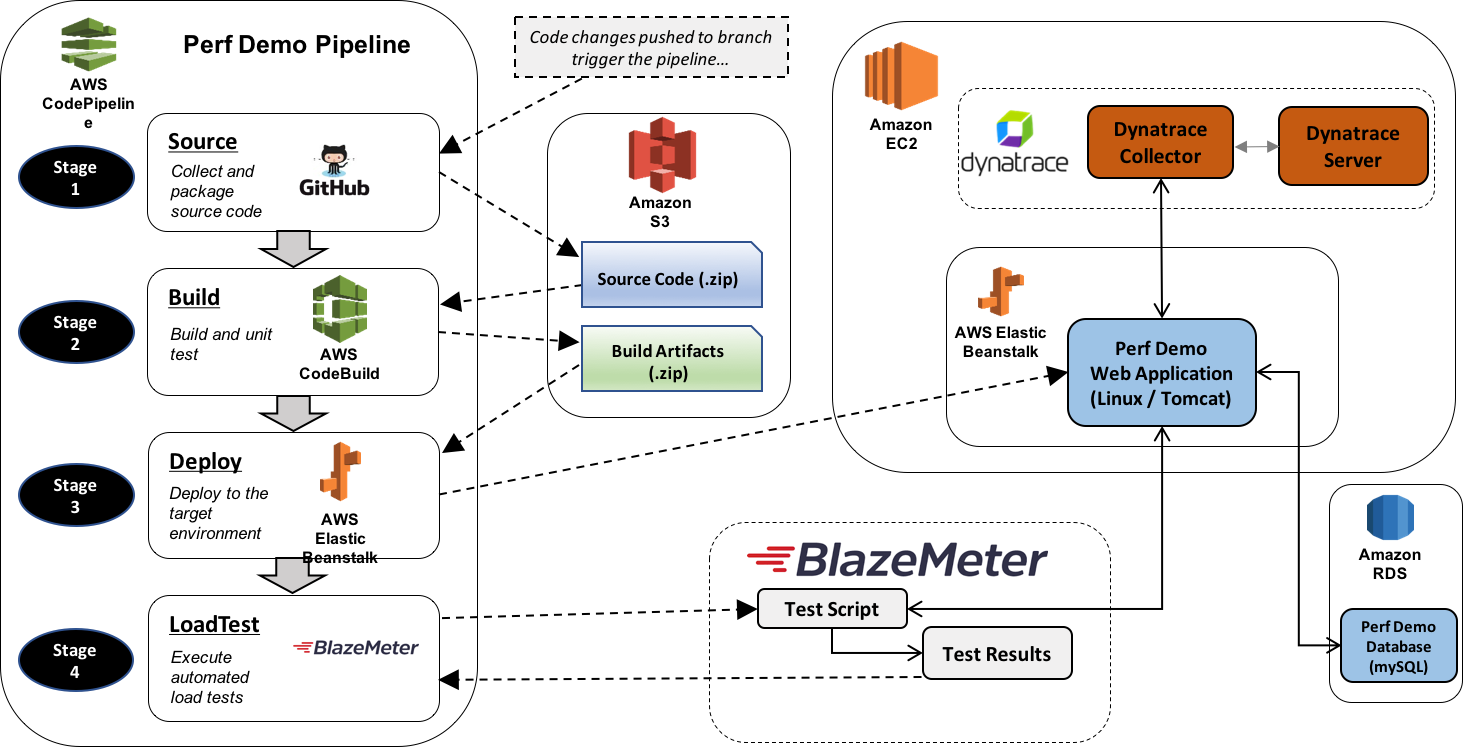 Perf Demo Pipeline
AWS
CodePipelin
e
Code changes pushed to branch
trigger the pipeline...
Stage
1
Source
Collect and
package
source code
GitHub
Stage
2
Build
Build and unit
test
AWS
CodeBuild
Stage
3
Deploy
Deploy to the
target
environment
AWS
Elastic
Beanstalk
Stage
4
LoadTest
Execute
automated
load tests
BlazeMeter
Amazon
S3
Source Code (.zip)
Build Artifacts
(.zip)
Amazon
EC2
dynatrace
Dynatrace
Collector
Dynatrace
Server
AWS Elastic
Beanstalk
Perf Demo
Web Application
(Linux / Tomcat)
BlazeMeter
Test Script
Test Results
Amazon
RDS
Perf Demo
Database
(mySQL)